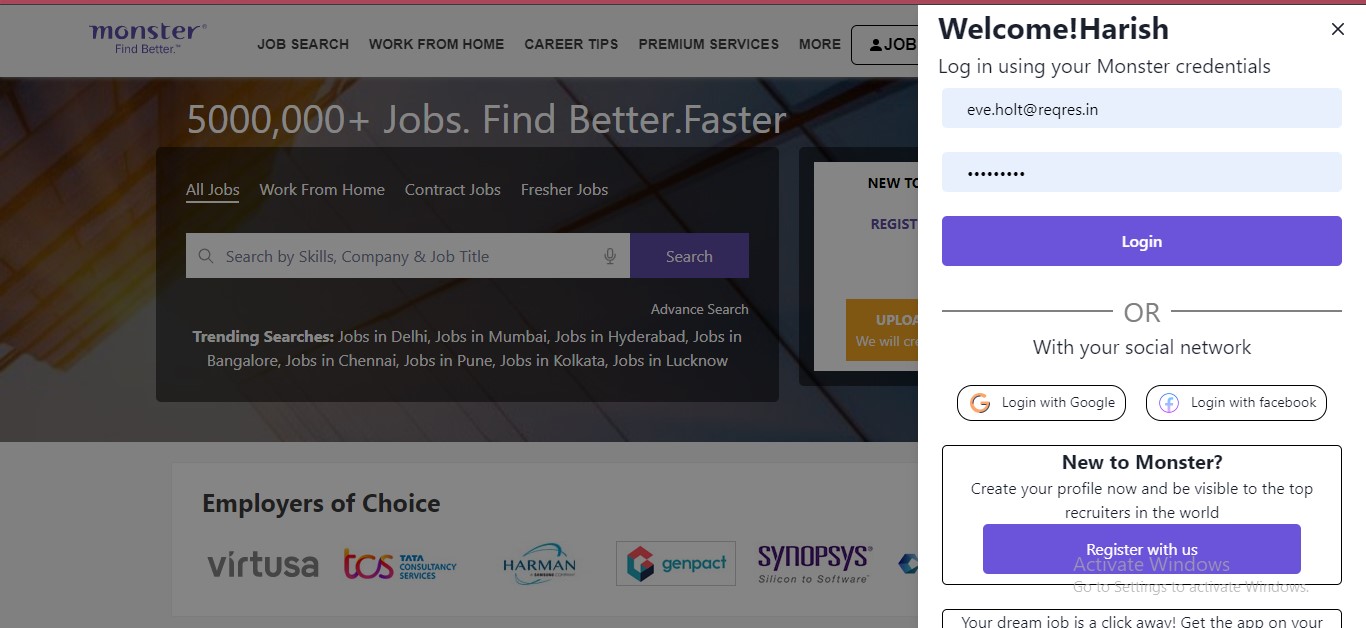 monster
Find Better.™
JOB SEARCH
WORK FROM HOME
CAREER TIPS
PREMIUM SERVICES
MORE
JOB
5000,000+ Jobs. Find Better.Faster
All Jobs
Work From Home
Contract Jobs
Fresher Jobs
Search by Skills, Company & Job Title
Search
Advance Search
Trending Searches: Jobs in Delhi, Jobs in Mumbai, Jobs in Hyderabad, Jobs in
Bangalore, Jobs in Chennai, Jobs in Pune, Jobs in Kolkata, Jobs in Lucknow
NEW TO
REGIST
UPLOA
We will cre
Employers of Choice
virtusa
tcs
TATA
CONSULTANCY
SERVICES
HARMAN
A SAMSUNG COMPANY
genpact
SYNOPSYS®
Silicon to Software™
Welcome!Harish
Log in using your Monster credentials
eve.holt@reqres.in
•••••••••
Login
OR
With your social network
Login with Google
Login with facebook
New to Monster?
Create your profile now and be visible to the top
recruiters in the world
Register with us
Activate Windows
Go to Settings to activate Windows.
Your dream job is a click away! Get the app on your